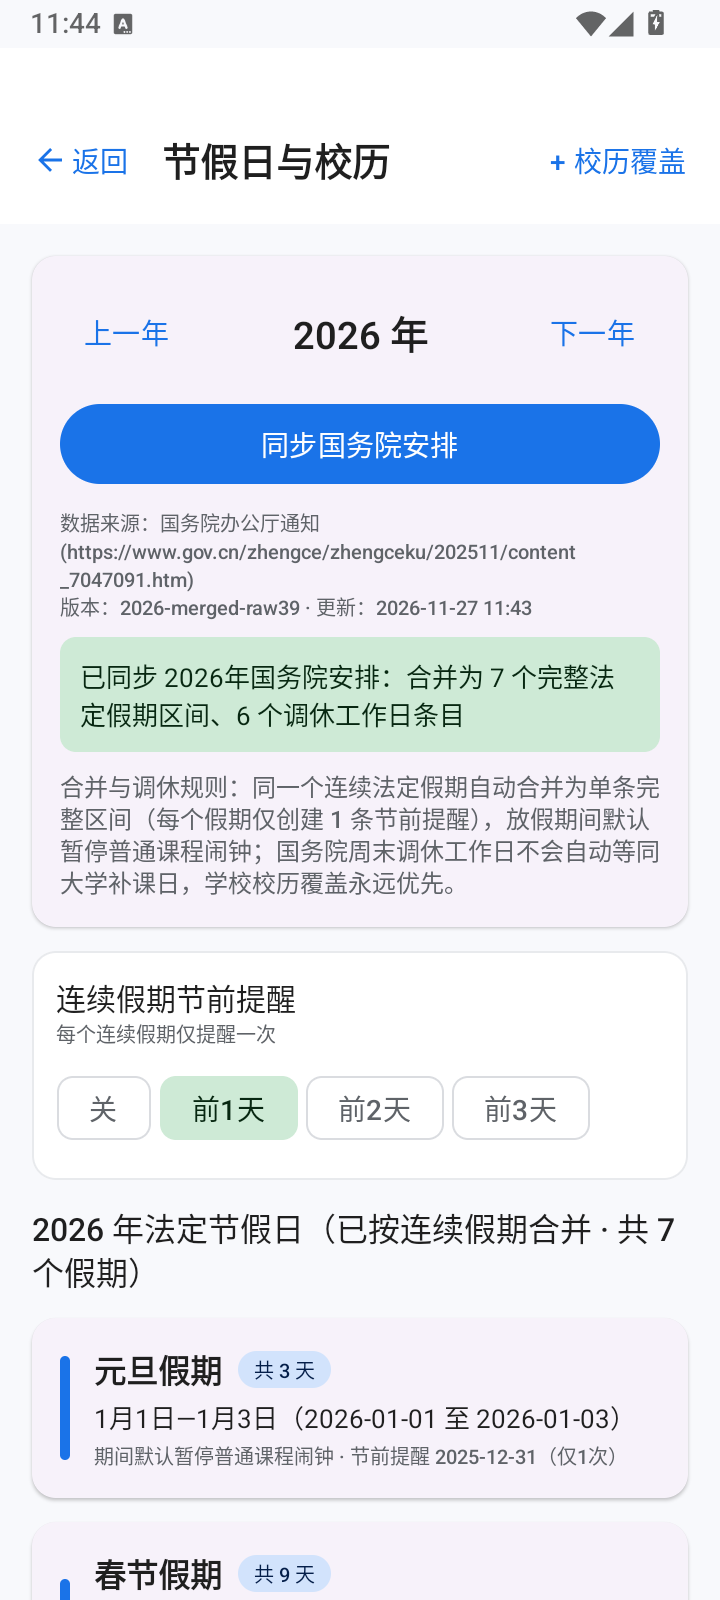 11:44
A
返回
节假日与校历
+ 校历覆盖
上一年
2026 年
下一年
同步国务院安排
数据来源：国务院办公厅通知
(https://www.gov.cn/zhengce/zhengceku/202511/content
_7047091.htm)
版本：2026-merged-raw39 · 更新：2026-11-27 11:43
已同步 2026年国务院安排：合并为 7 个完整法
定假期区间、6 个调休工作日条目
合并与调休规则：同一个连续法定假期自动合并为单条完
整区间（每个假期仅创建 1 条节前提醒），放假期间默认
暂停普通课程闹钟；国务院周末调休工作日不会自动等同
大学补课日，学校校历覆盖永远优先。
连续假期节前提醒
每个连续假期仅提醒一次
关
前1天
前2天
前3天
2026 年法定节假日（已按连续假期合并 · 共 7
个假期）
元旦假期
共 3 天
1月1日—1月3日（2026-01-01 至 2026-01-03）
期间默认暂停普通课程闹钟 · 节前提醒 2025-12-31（仅1次）
春节假期
共 9 天